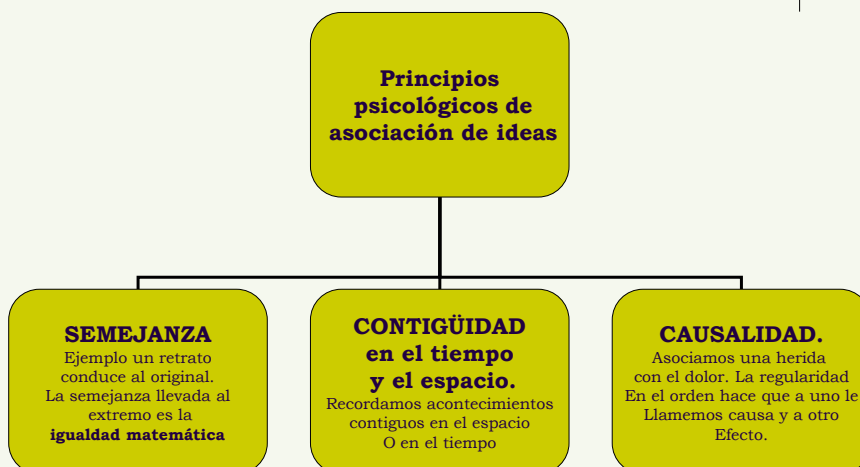 Principios
psicológicos de
asociación de ideas
SEMEJANZA
Ejemplo un retrato
conduce al original.
La semejanza llevada al
extremo es la
igualdad matemática
CONTIGÜIDAD
en el tiempo
y el espacio.
Recordamos acontecimientos
contiguos en el espacio
O en el tiempo
CAUSALIDAD.
Asociamos una herida
con el dolor. La regularidad
En el orden hace que a uno le
Llamemos causa y a otro
Efecto.